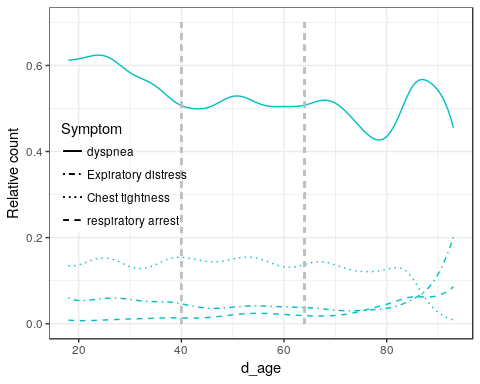 0.6
0.4
0.2
0.0
Relative count
Symptom
dyspnea
Expiratory distress
Chest tightness
respiratory arrest
20
40
60
80
d_age